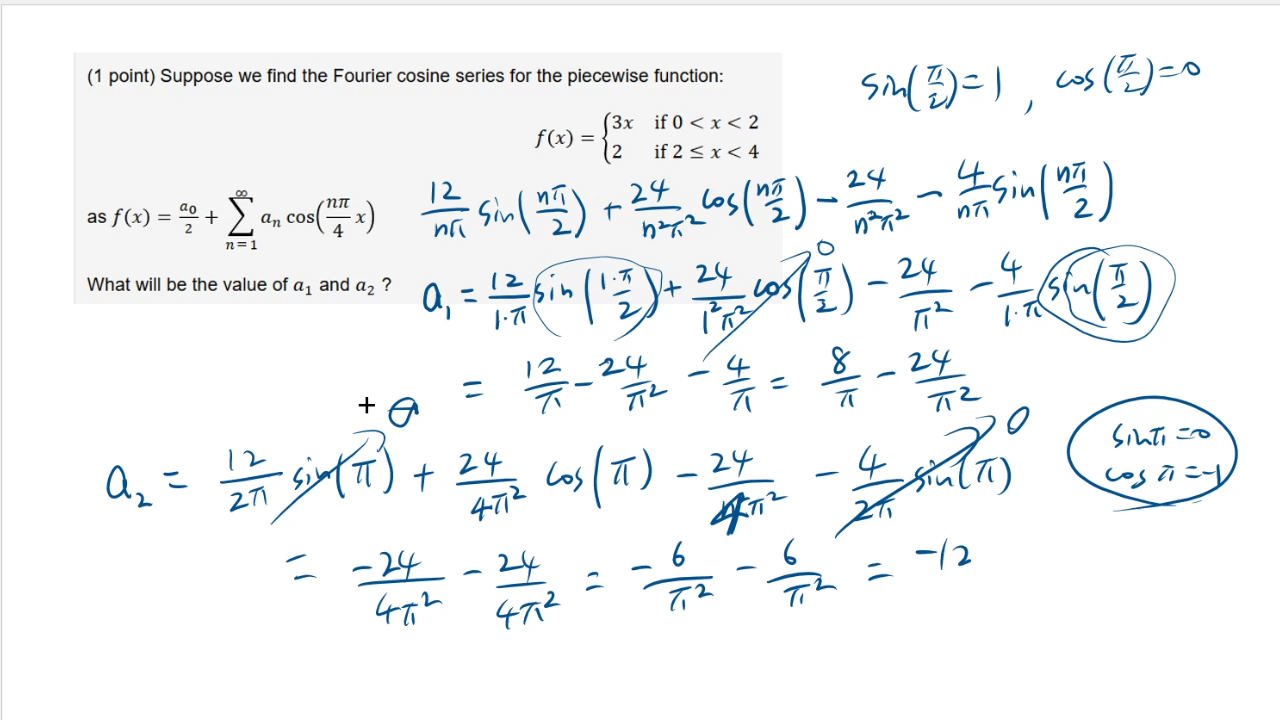 (1 point) Suppose we find the Fourier cosine series for the piecewise function:
f(x) = {3x if 0 < x < 2
{2 if 2 ≤ x < 4
as f(x) = a₀/2 + ∑_{n=1}^{∞} aₙ cos(nπ/4 x)
What will be the value of a₁ and a₂ ?
sin(π/2)=1 , cos(π/2)=0
12/nπ sin(nπ/2) + 24/n²π² cos(nπ/2) - 24/n²π² - 4/nπ sin(nπ/2)
a₁ = 12/1·π sin(1·π/2) + 24/1²π² cos(π/2) 0 - 24/π² - 4/1·π sin(π/2)
= 12/π - 24/π² - 4/π = 8/π - 24/π²
a₂ = 12/2π sin(π) 0 + 24/4π² cos(π) - 24/4π² - 4/2π sin(π) 0
sinπ=0
cosπ=-1
= -24/4π² - 24/4π² = -6/π² - 6/π² = -12